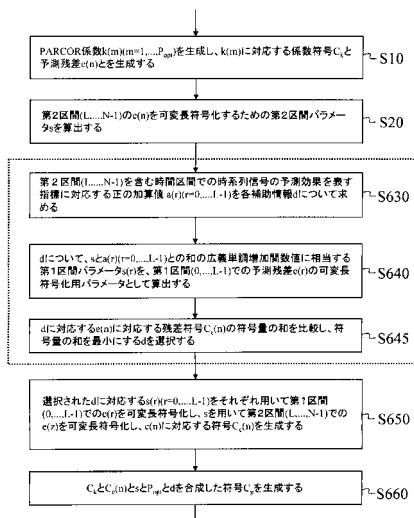 PARCOR係数k(m)(m=1,...,Popt)を生成し、k(m)に対応する係数符号Ckと
予測残差e(n)とを生成する
S10
第2区間(L,...,N-1)のe(n)を可変長符号化するための第2区間パラメー
タsを算出する
S20
第2区間(L,...,N-1)を含む時間区間での時系列信号の予測効果を表す
指標に対応する正の加算値a(r)(r=0,...,L-1)を各補助情報dについて求
める
S630
dについて、sとa(r)(r=0,...,L-1)との和の広義単調増加関数値に相当する
第1区間パラメータs(r)を、第1区間(0,...,L-1)での予測残差e(r)の可変長
符号化用パラメータとして算出する
S640
dに対応するe(n)に対応する残差符号Ce(n)の符号量の和を比較し、符
号量の和を最小にするdを選択する
S645
選択されたdに対応するs(r)(r=0,...,L-1)をそれぞれ用いて第1区間
(0,...,L-1)でのe(r)を可変長符号化し、sを用いて第2区間(L,...,N-1)での
e(z)を可変長符号化し、e(n)に対応する符号Ce(n)を生成する
S650
CkとCe(n)とsとPoptとdを合成した符号Cgを生成する
S660